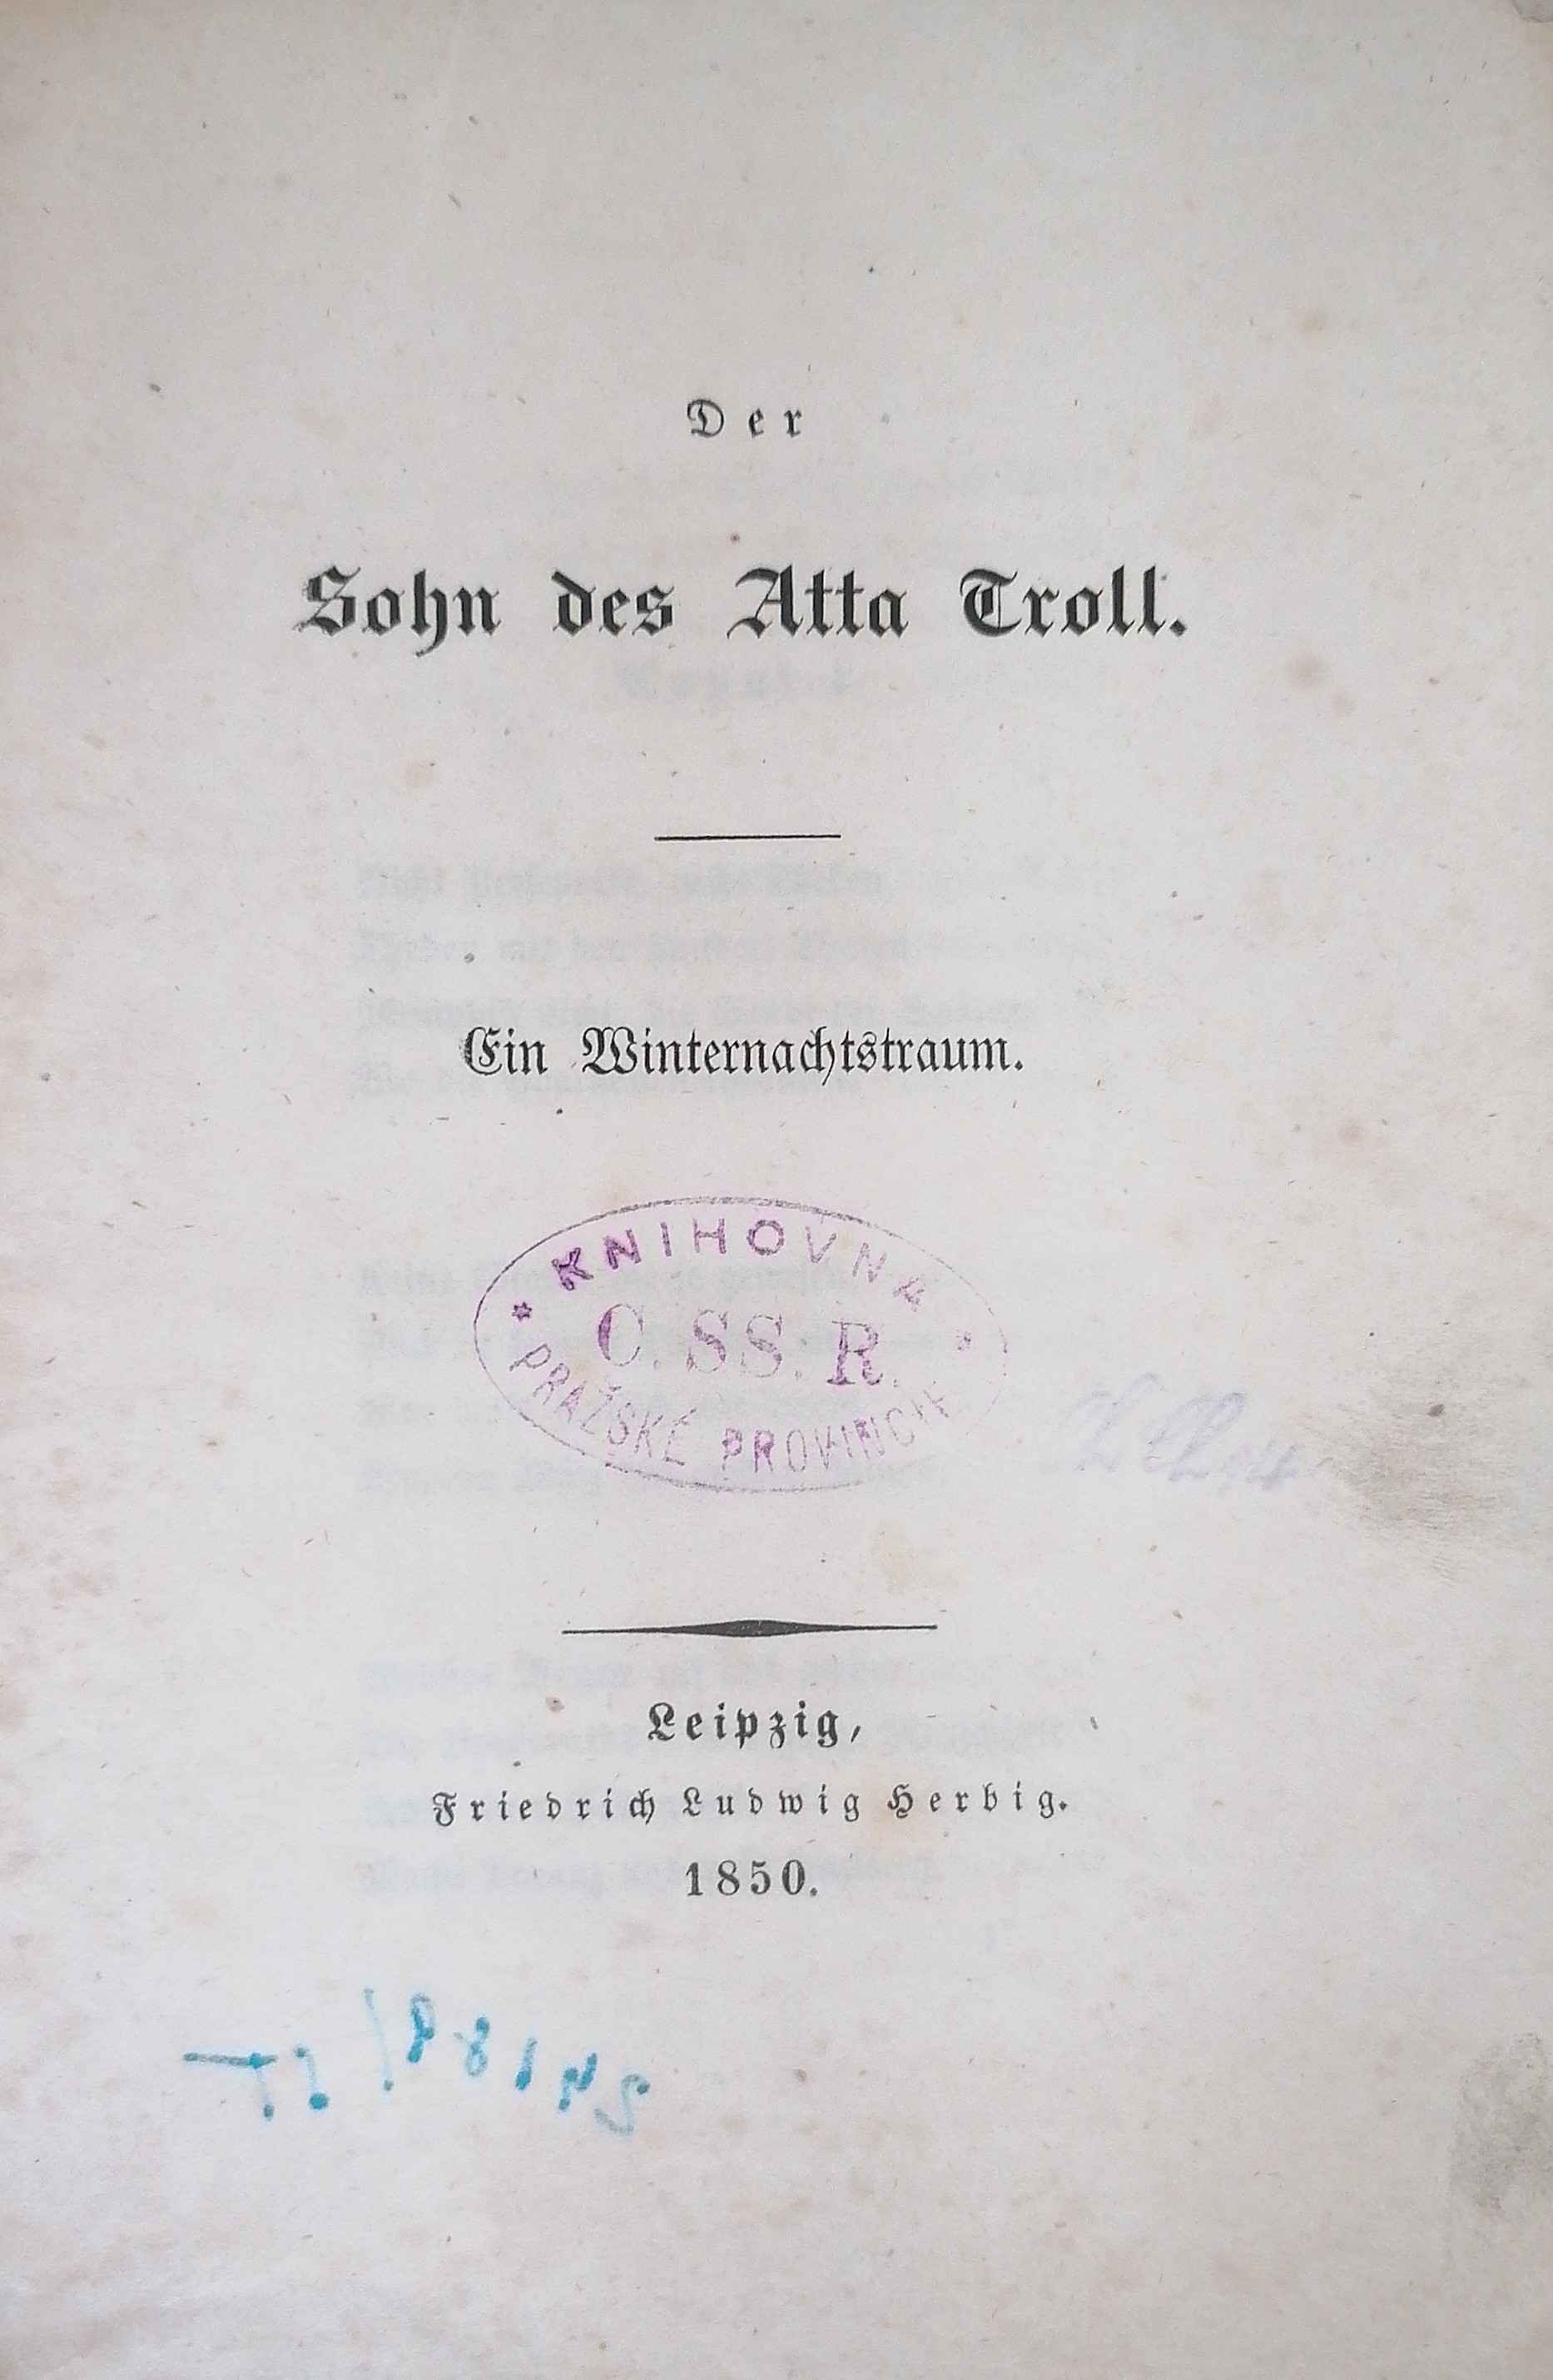 Der
Sohn des Atta Troll.
Ein Winternachtstraum.
* KNIHOVNA *
C. SS. R.
PRAŽSKÉ PROVINCIE
Leipzig,
Friedrich Ludwig Herbig.
1850.